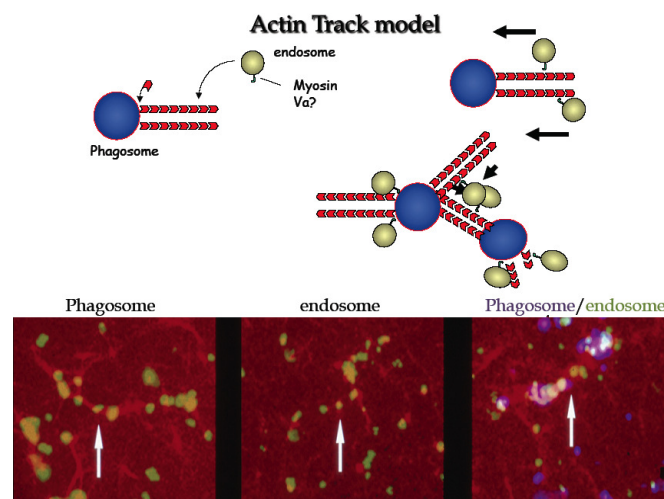 Actin Track model
endosome
Myosin
Va?
Phagosome
Phagosome
endosome
Phagosome/endosome